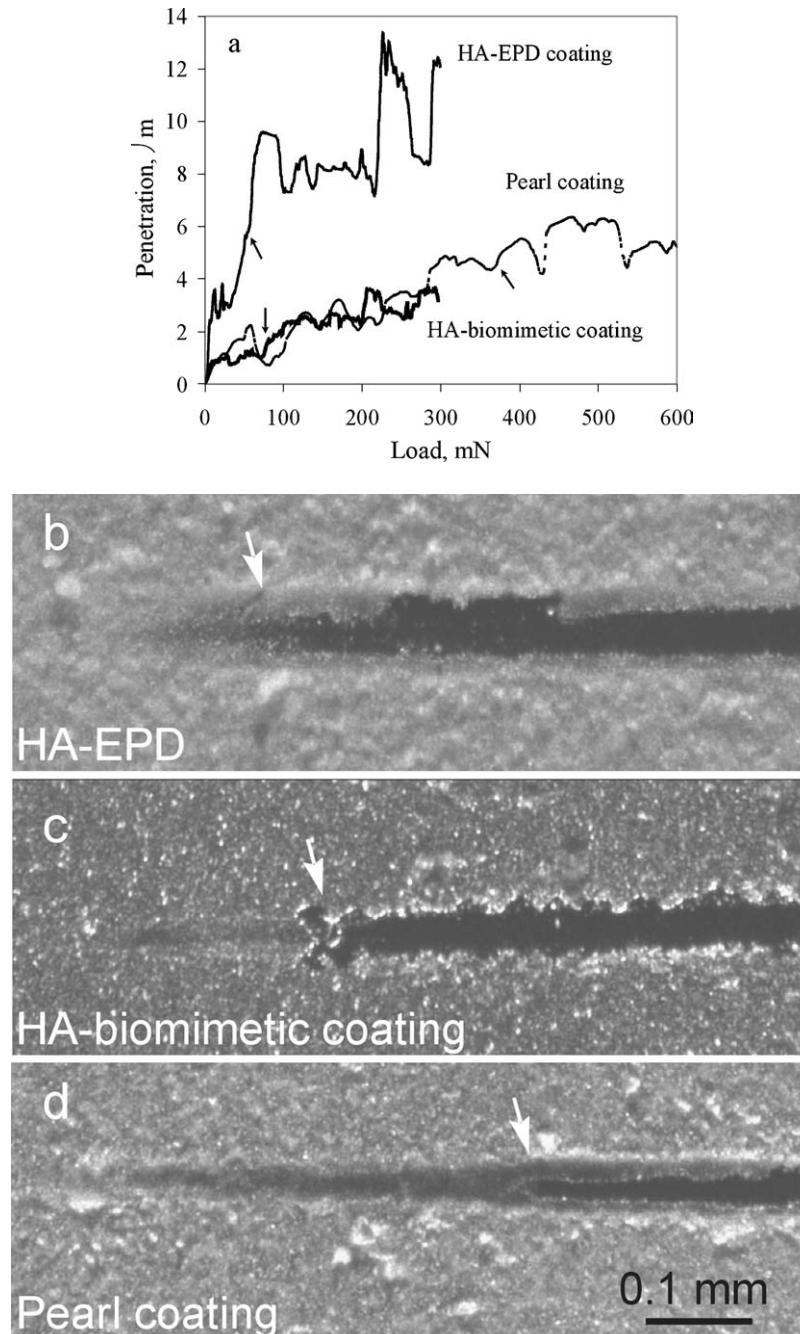 14
a
HA-EPD coating
12
10
Penetration, ) m
Pearl coating
8
6
4
HA-biomimetic coating
2
0
0 100 200 300 400 500 600
Load, mN
b
HA-EPD
c
HA-biomimetic coating
d
0.1 mm
Pearl coating